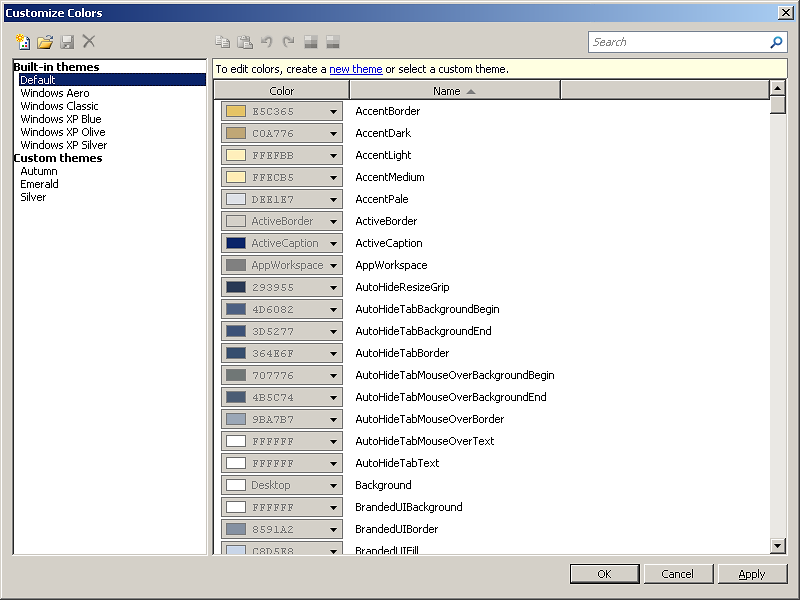 Customize Colors
Search
Built-in themes
Default
Windows Aero
Windows Classic
Windows XP Blue
Windows XP Olive
Windows XP Silver
Custom themes
Autumn
Emerald
Silver
To edit colors, create a new theme or select a custom theme.
Color Name
E5C365 AccentBorder
C0A776 AccentDark
FFEFBB AccentLight
FFECB5 AccentMedium
DEE1E7 AccentPale
ActiveBorder ActiveBorder
ActiveCaption ActiveCaption
AppWorkspace AppWorkspace
293955 AutoHideResizeGrip
4D6082 AutoHideTabBackgroundBegin
3D5277 AutoHideTabBackgroundEnd
364E6F AutoHideTabBorder
707776 AutoHideTabMouseOverBackgroundBegin
4B5C74 AutoHideTabMouseOverBackgroundEnd
9BA7B7 AutoHideTabMouseOverBorder
FFFFFF AutoHideTabMouseOverText
FFFFFF AutoHideTabText
Desktop Background
FFFFFF BrandedUIBackground
8591A2 BrandedUIBorder
C8D5E8 BrandedUIFill
OK Cancel Apply